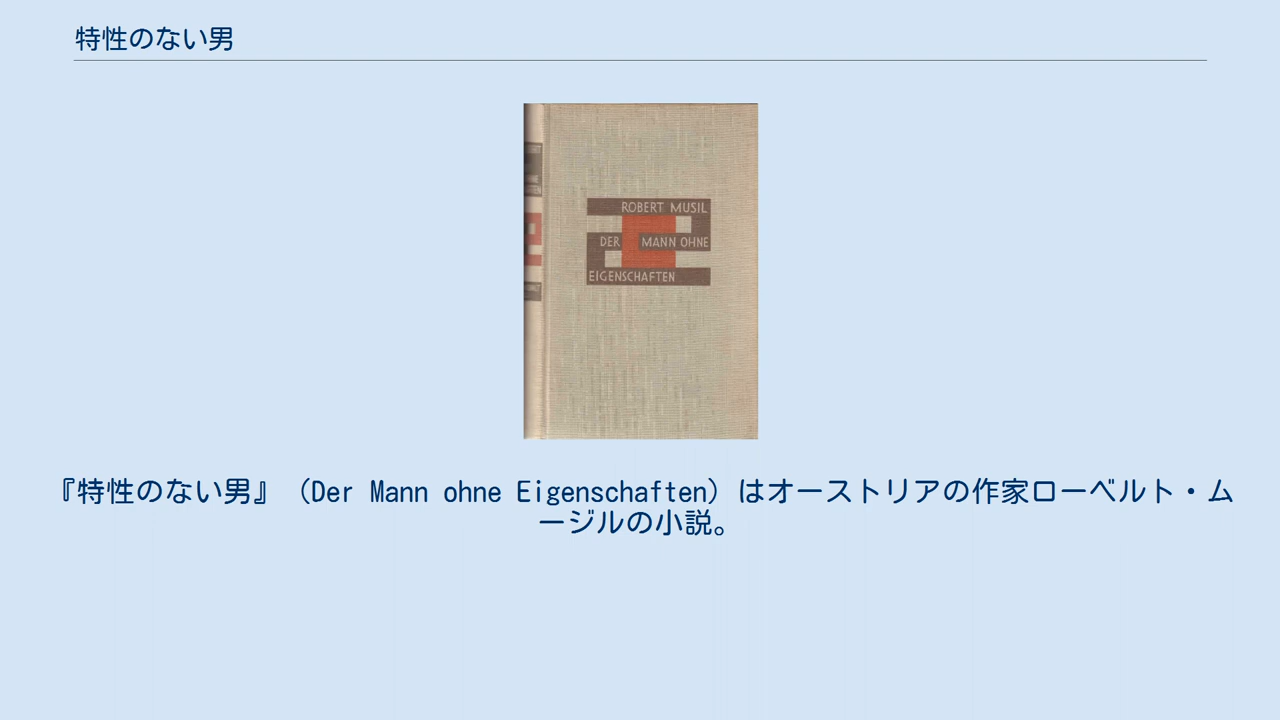 特性のない男
ROBERT MUSIL
DER MANN OHNE
EIGENSCHAFTEN
『特性のない男』（Der Mann ohne Eigenschaften）はオーストリアの作家ローベルト・ム
ージルの小説。